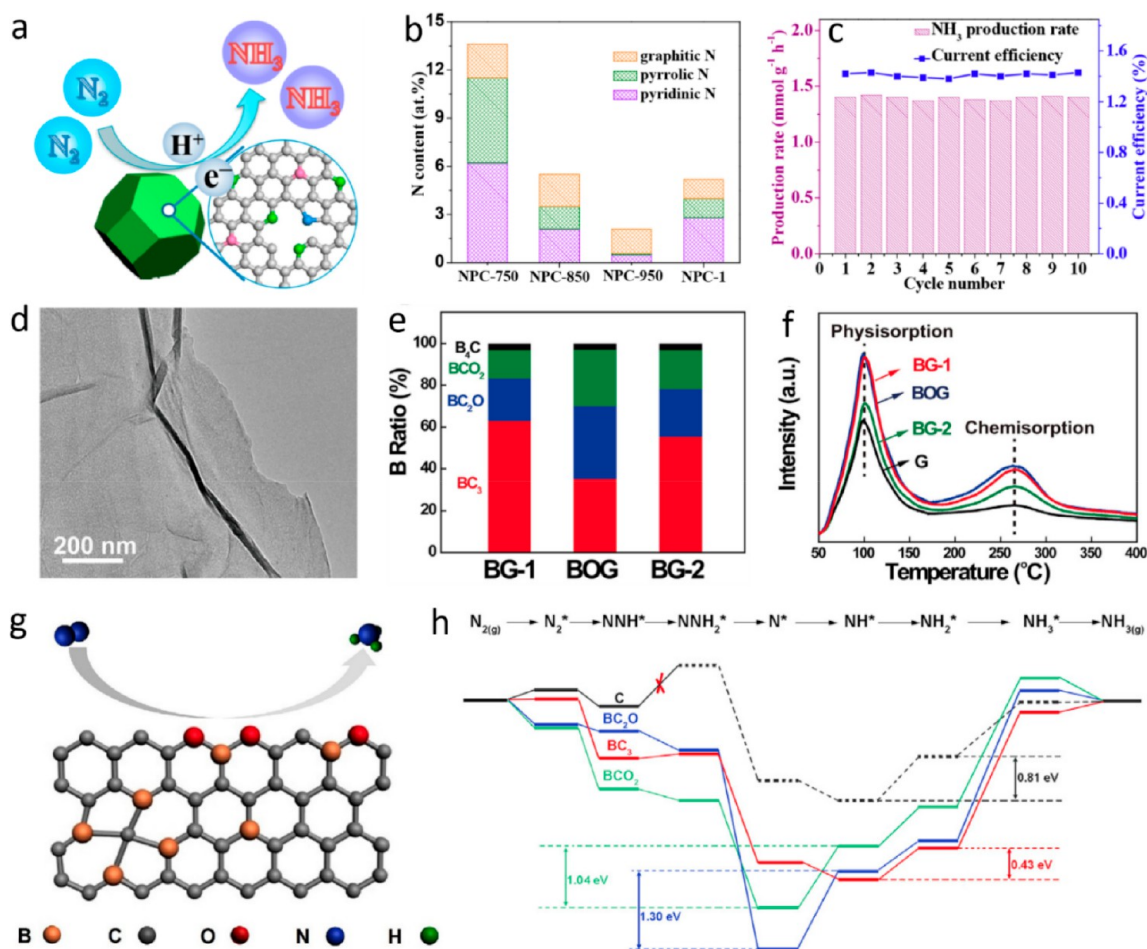 a
N₂
N₂
H⁺
e⁻
NH₃
NH₃
b
N content (at.%)
15
12
9
6
3
0
graphitic N
pyrrolic N
pyridinic N
NPC-750 NPC-850 NPC-950 NPC-1
c
NH₃ production rate
Current efficiency
Production rate (mmol g⁻¹ h⁻¹)
2.0
1.5
1.0
0.5
0.0
Current efficiency (%)
1.6
1.2
0.8
0.4
0.0
0 1 2 3 4 5 6 7 8 9 10
Cycle number
d
200 nm
e
B Ratio (%)
100
80
60
40
20
0
B₄C
BCO₂
BC₂O
BC₃
BG-1 BOG BG-2
f
Intensity (a.u.)
Physisorption
BG-1
BOG
BG-2
G
Chemisorption
50 100 150 200 250 300 350 400
Temperature (°C)
g
B C O N H
h
N₂₍g₎ → N₂* → NNH* → NNH₂* → N* → NH* → NH₂* → NH₃* → NH₃₍g₎
C
BC₂O
BC₃
BCO₂
0.81 eV
0.43 eV
1.04 eV
1.30 eV